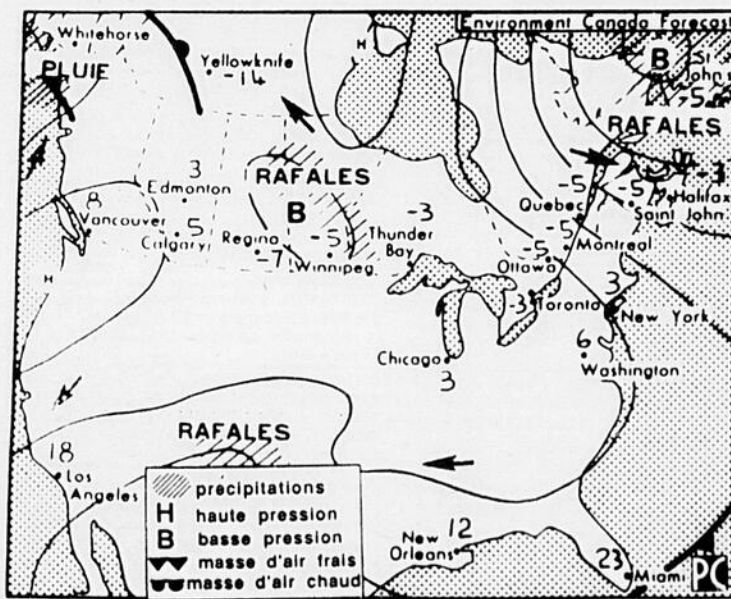 Environment Canada Forecast
Whitehorse
1
H
Yellowknife
-14
B
St
John's
-5
PLUIE
RAFALES
-3
Halifax
3
Edmonton
RAFALES
B
-3
-5
Quebec
-5
Saint John
8
Vancouver
5
Calgary
Regina
-7
-5
Winnipeg
Thunder
Bay
-5
Montreal
-5
Ottawa
H
-3
Toronto
3
New York
Chicago
3
6
Washington
18
Los
Angeles
RAFALES
precipitations
H haute pression
B basse pression
masse d'air frais
masse d'air chaud
12
New
Orleans
23
Miami
PC